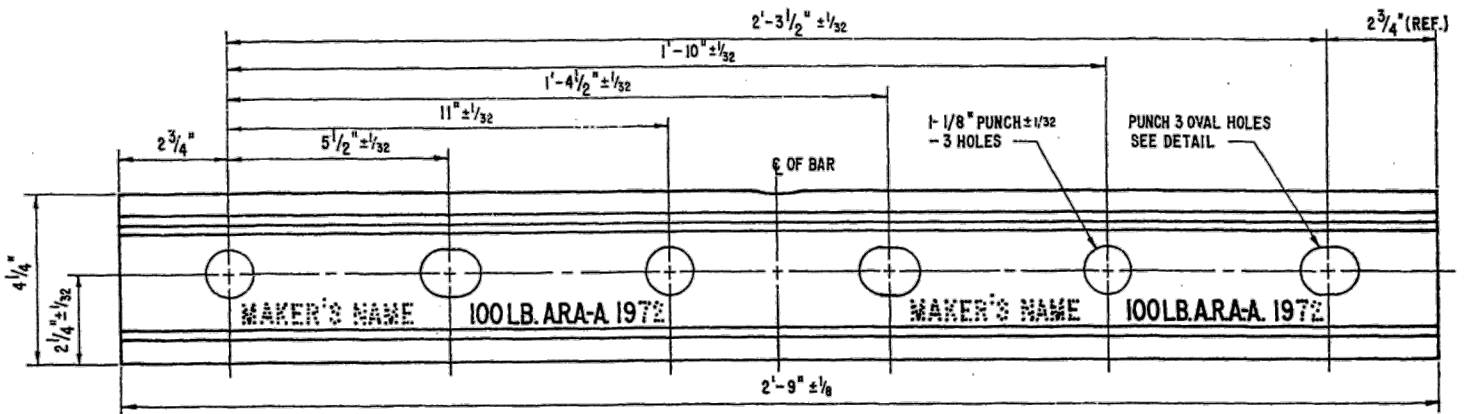 2'-3 1/2" ±1/32
2 3/4" (REF.)
1'-10" ±1/32
1'-4 1/2" ±1/32
11" ±1/32
1-1/8" PUNCH ±1/32
- 3 HOLES
PUNCH 3 OVAL HOLES
SEE DETAIL
2 3/4"
5 1/2" ±1/32
℄ OF BAR
4 1/4"
2 1/4" ±1/32
MAKER'S NAME 100 LB. A.R.A-A. 1972 MAKER'S NAME 100 LB. A.R.A-A. 1972
2'-9" ±1/8